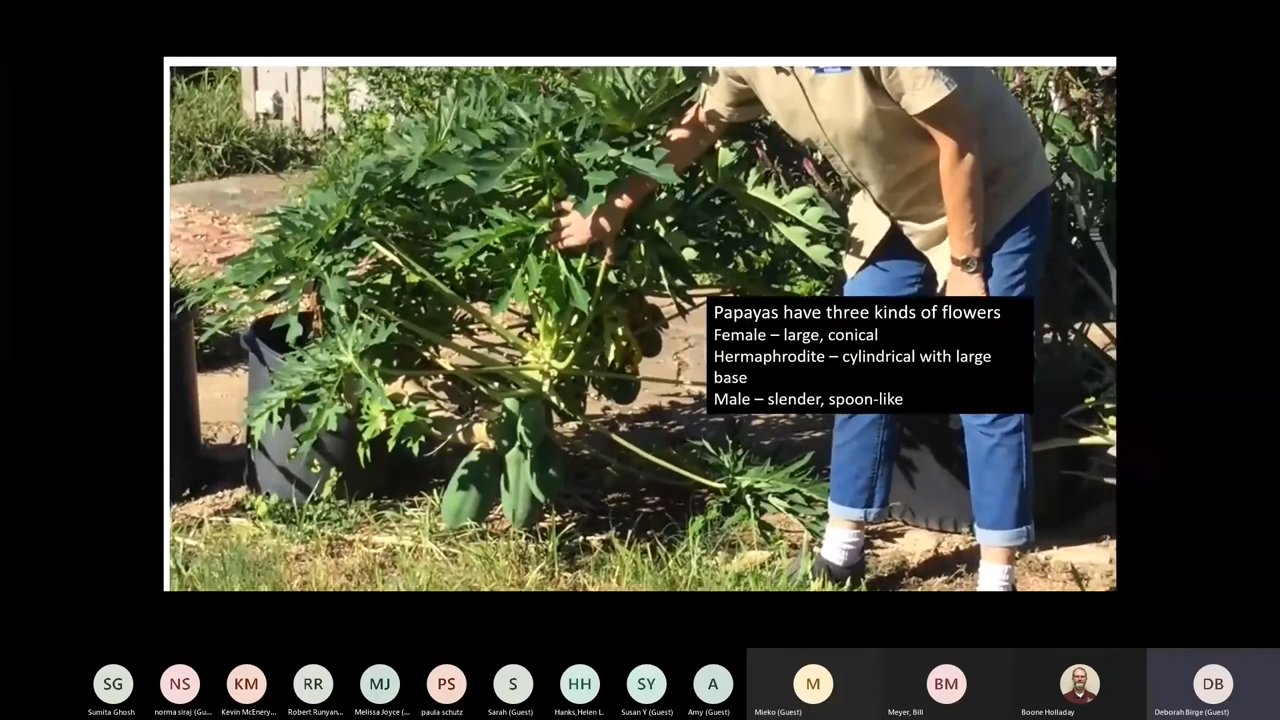 Papayas have three kinds of flowers
Female – large, conical
Hermaphrodite – cylindrical with large
base
Male – slender, spoon-like
SG
NS
KM
RR
MJ
PS
S
HH
SY
A
M
BM
DB
Sumita Ghosh
norma siraj (Gu...
Kevin McEnery...
Robert Runyan...
Melissa Joyce (...
paula schutz
Sarah (Guest)
Hanks,Helen L.
Susan Y (Guest)
Amy (Guest)
Mieko (Guest)
Meyer, Bill
Boone Holladay
Deborah Birge (Guest)